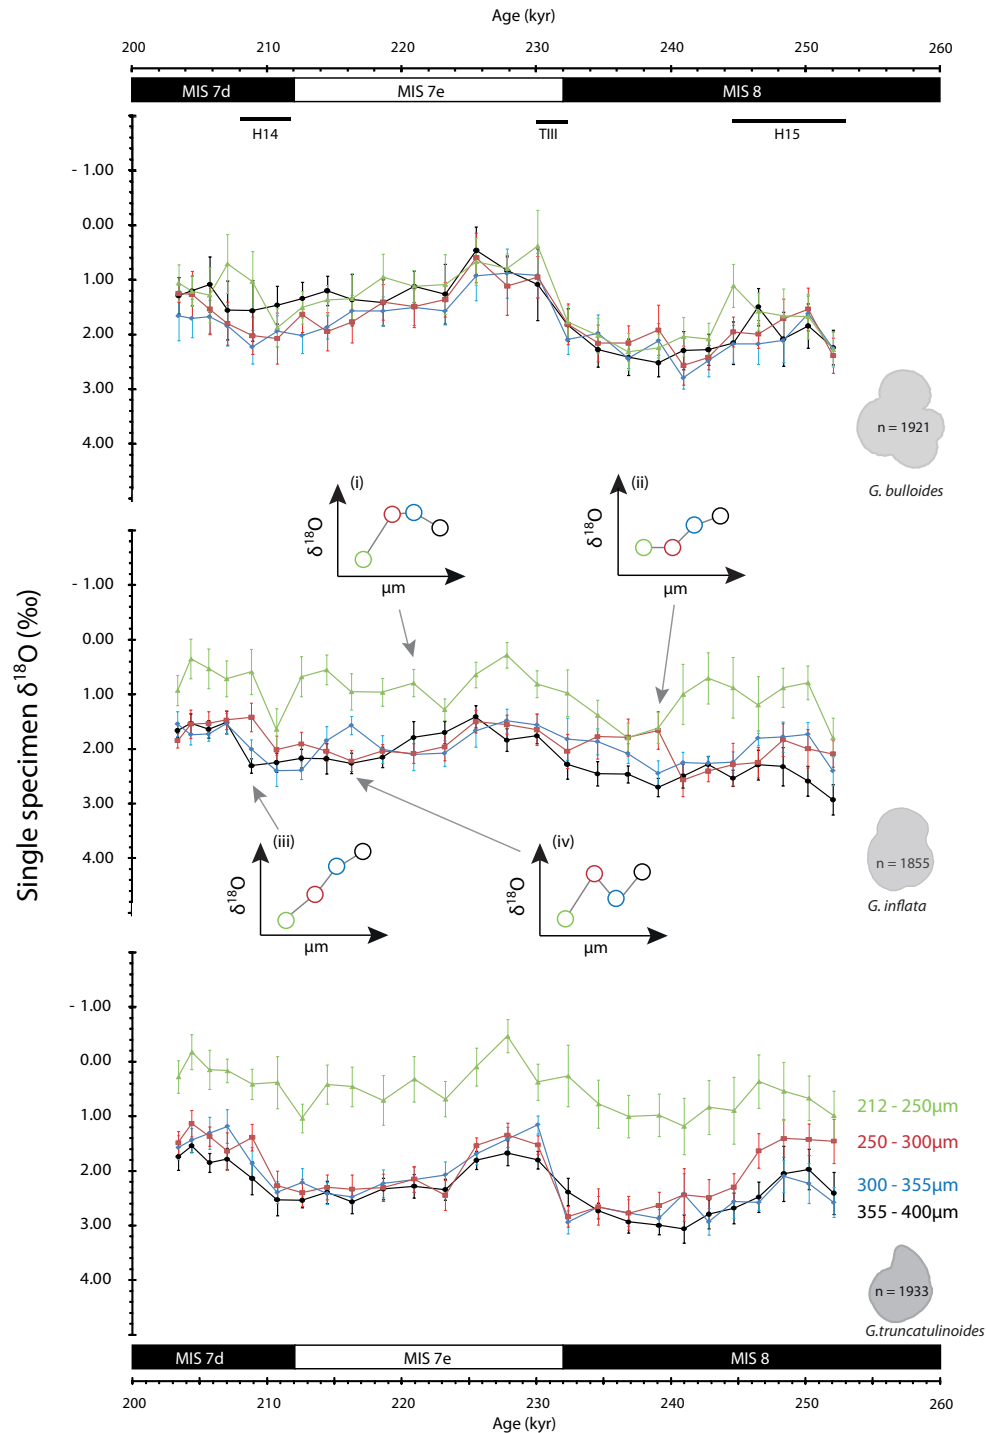 Age (kyr)
200 210 220 230 240 250 260
MIS 7d MIS 7e MIS 8
H14 TIII H15
- 1.00
0.00
1.00
2.00
3.00
4.00
n = 1921
G. bulloides
Single specimen δ18O (‰)
(i)
δ18O
µm
(ii)
δ18O
µm
- 1.00
0.00
1.00
2.00
3.00
4.00
n = 1855
G. inflata
(iii)
δ18O
µm
(iv)
δ18O
µm
- 1.00
0.00
1.00
2.00
3.00
4.00
212 - 250µm
250 - 300µm
300 - 355µm
355 - 400µm
n = 1933
G.truncatulinoides
MIS 7d MIS 7e MIS 8
200 210 220 230 240 250 260
Age (kyr)